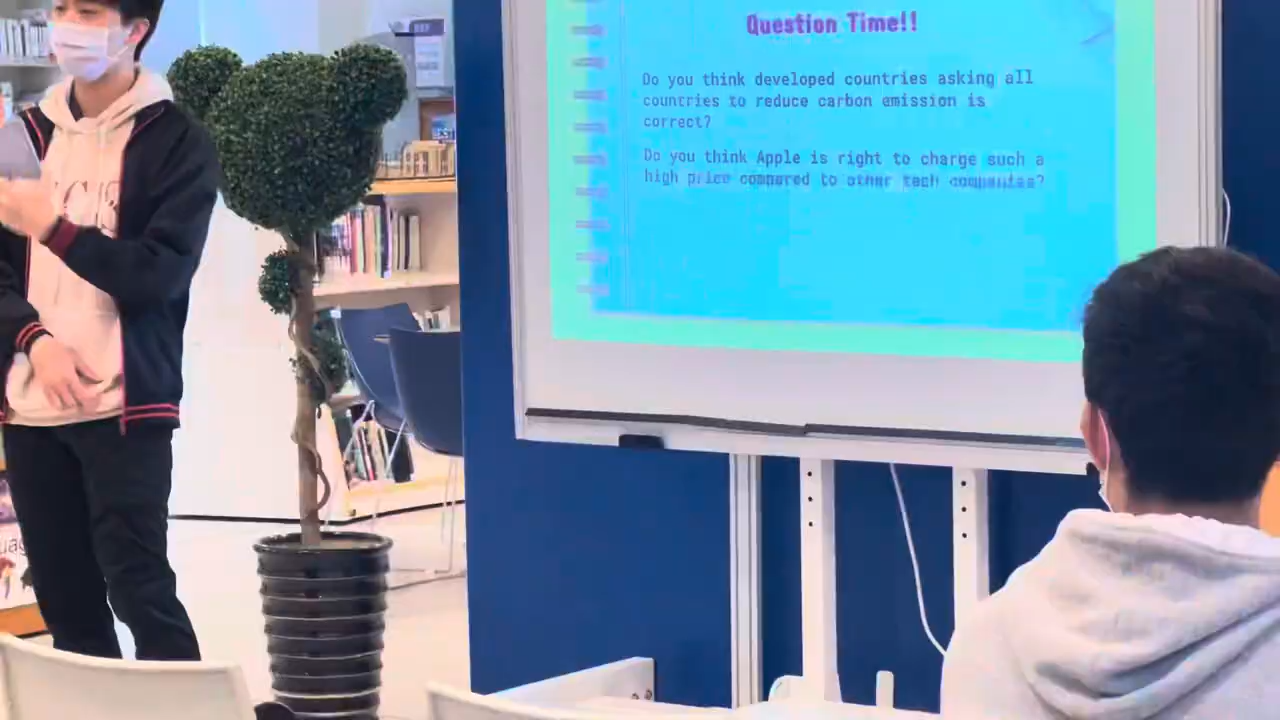 Question Time!!
Do you think developed countries asking all
countries to reduce carbon emission is
correct?
Do you think Apple is right to charge such a
high price compared to other tech companies?